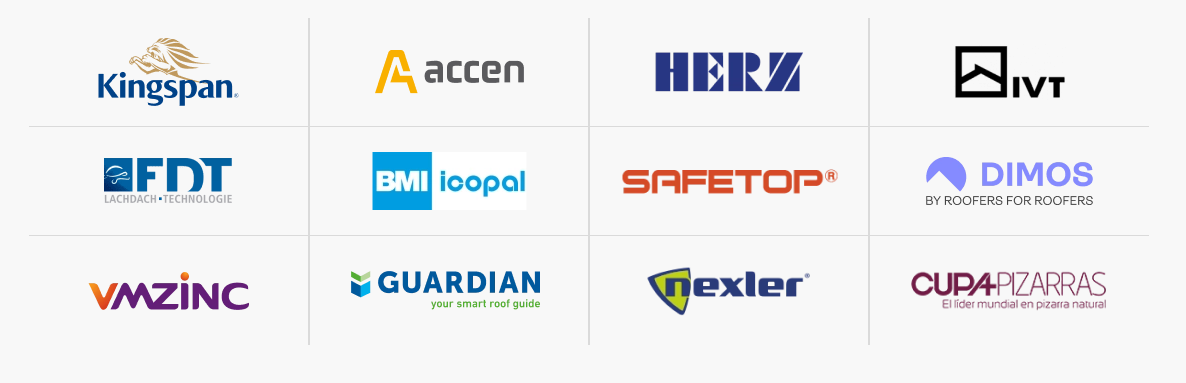 Kingspan®
accen
HERZ
IVT
FDT
LACHDACH·TECHNOLOGIE
BMI icopal
SAFETOP®
DIMOS
BY ROOFERS FOR ROOFERS
VMZINC
GUARDIAN
your smart roof guide
nexler®
CUPA PIZARRAS
El líder mundial en pizarra natural